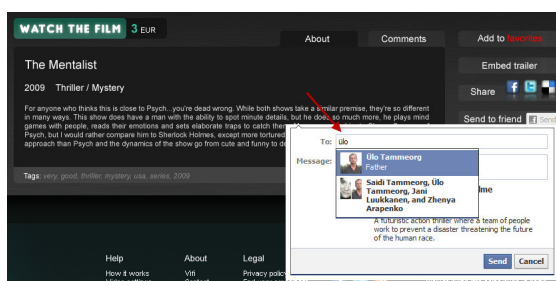 WATCH THE FILM 3 EUR
About
Comments
Add to favorites
The Mentalist
2009 Thriller / Mystery
Embed trailer
Share
For anyone who thinks this is close to Psych...you're dead wrong. While both shows take a similar premise, they're so different
in many ways. This show does have a man with the ability to spot minute details, but he does so much more, he plays mind
games with people, reads their emotions and sets elaborate traps to catch
Psych, but I would rather compare him to Sherlock Holmes, except more tortured
approach than Psych and the dynamics of the show go from cute and funny to
Tags: very, good, thriller, mystery, usa, series, 2009
Send to friend Send
To: ülo
Message:
Ülo Tammeorg
Father
Saidi Tammeorg, Ülo
Tammeorg, Jani
Luukkanen, and Zhenya
Arapenko
A futuristic action thriller where a team of people
work to prevent a disaster threatening the future
of the human race.
Send Cancel
Help
About
Legal
How it works
Vifi
Privacy policy